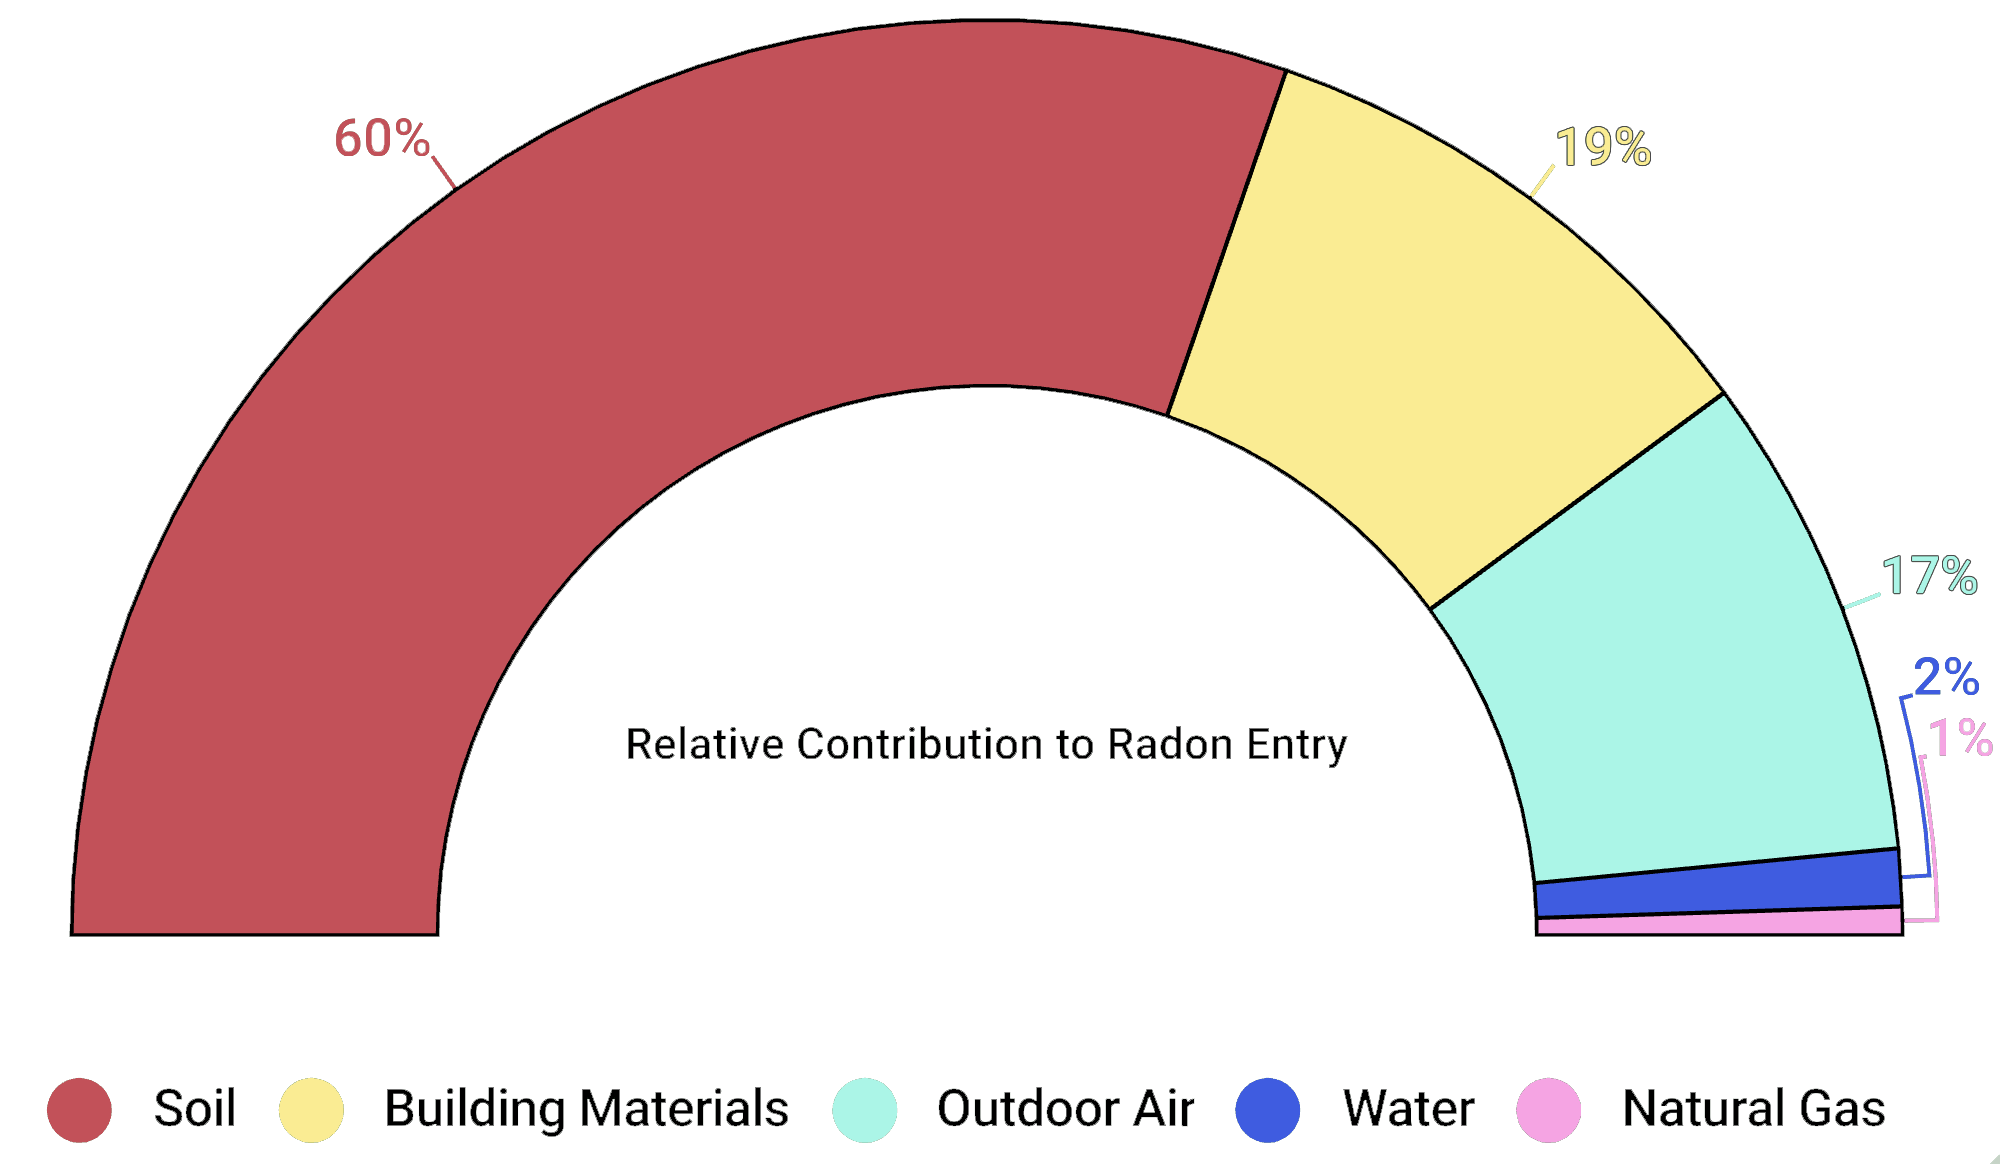 60%
19%
17%
2%
1%
Relative Contribution to Radon Entry
Soil Building Materials Outdoor Air Water Natural Gas